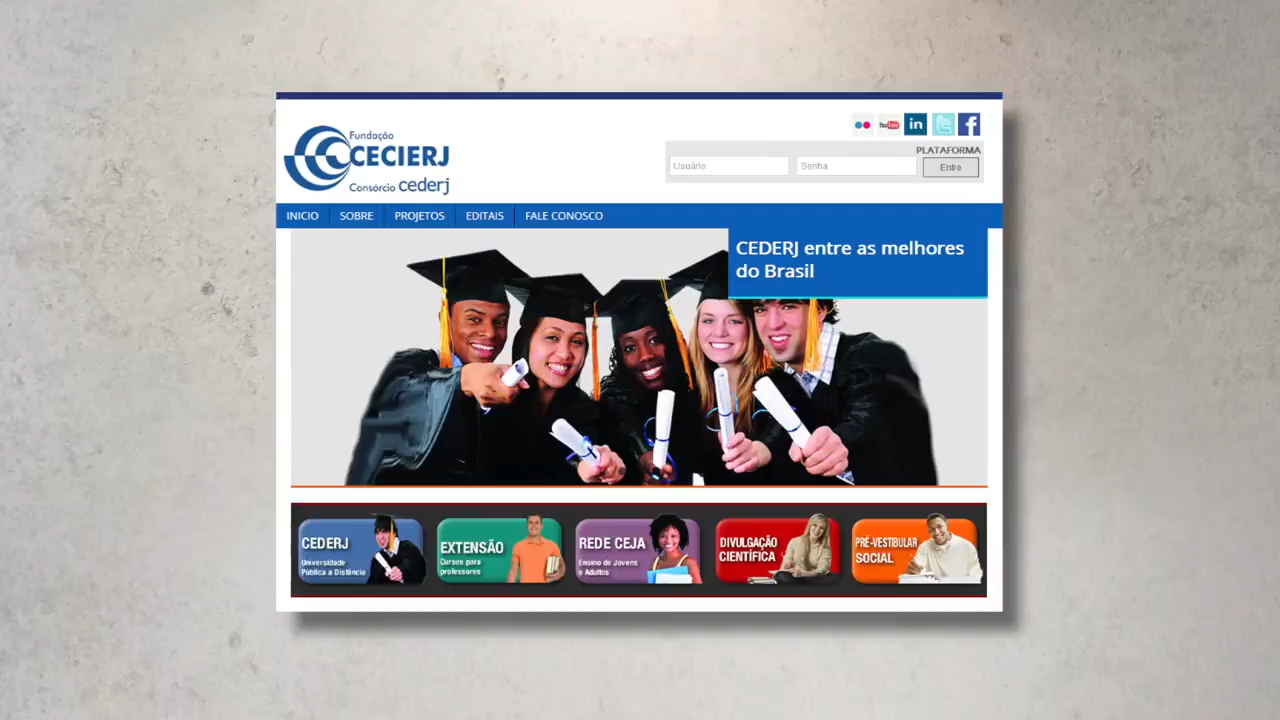 Fundação
CECIERJ
Consórcio cederj
YouTube
in
PLATAFORMA
Usuário
Senha
Entre
INICIO
SOBRE
PROJETOS
EDITAIS
FALE CONOSCO
CEDERJ entre as melhores
do Brasil
CEDERJ
Universidade
Pública a Distância
EXTENSÃO
Cursos para
professores
REDE CEJA
Ensino de Jovens
e Adultos
DIVULGAÇÃO
CIENTÍFICA
PRÉ-VESTIBULAR
SOCIAL